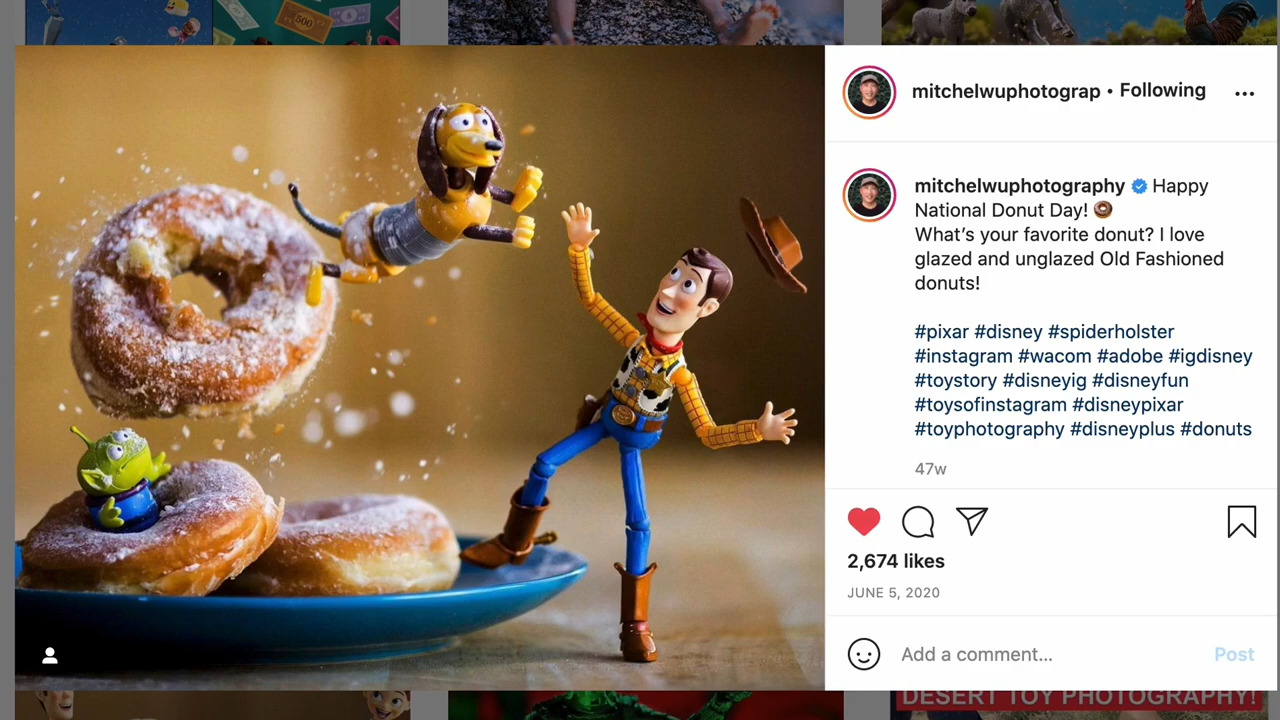 500
mitchelwuphotograp • Following
mitchelwuphotography Happy
National Donut Day! 🍩
What's your favorite donut? I love
glazed and unglazed Old Fashioned
donuts!
#pixar #disney #spiderholster
#instagram #wacom #adobe #igdisney
#toystory #disneyig #disneyfun
#toysofinstagram #disneypixar
#toyphotography #disneyplus #donuts
47w
2,674 likes
JUNE 5, 2020
Add a comment... Post
DESERT TOY PHOTOGRAPHY!